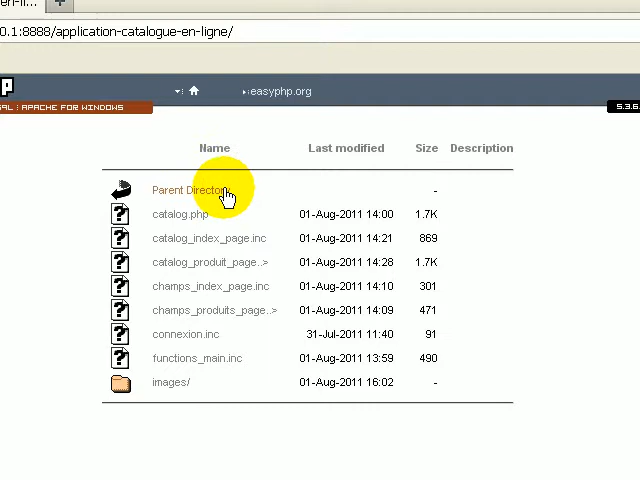 en-li...
0.1:8888/application-catalogue-en-ligne/
p
easyphp.org
SQL : APACHE FOR WINDOWS
5.3.6
Name Last modified Size Description
Parent Directory -
catalog.php 01-Aug-2011 14:00 1.7K
catalog_index_page.inc 01-Aug-2011 14:21 869
catalog_produit_page..> 01-Aug-2011 14:28 1.7K
champs_index_page.inc 01-Aug-2011 14:10 301
champs_produits_page..> 01-Aug-2011 14:09 471
connexion.inc 31-Jul-2011 11:40 91
functions_main.inc 01-Aug-2011 13:59 490
images/ 01-Aug-2011 16:02 -